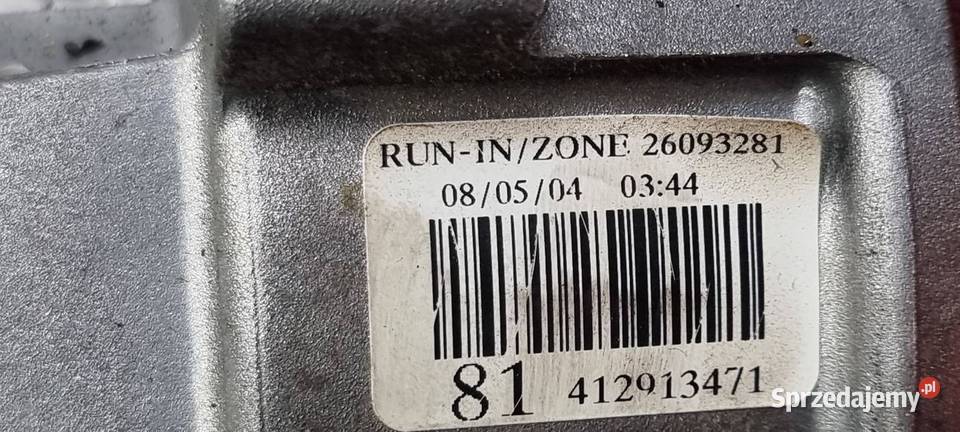 RUN-IN/ZONE 26093281
08/05/04 03:44
81 412913471
Sprzedajemy.pl